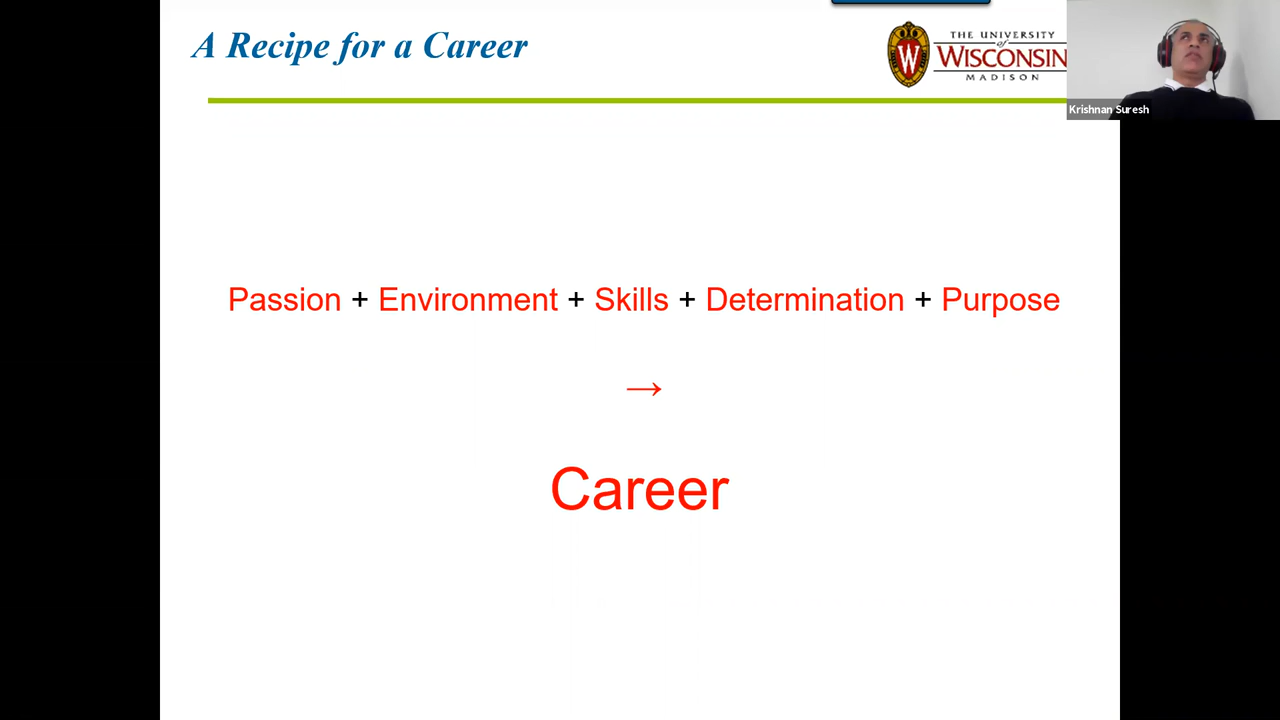 A Recipe for a Career
THE UNIVERSITY
of
WISCONSIN
MADISON
Krishnan Suresh
Passion + Environment + Skills + Determination + Purpose
→
Career